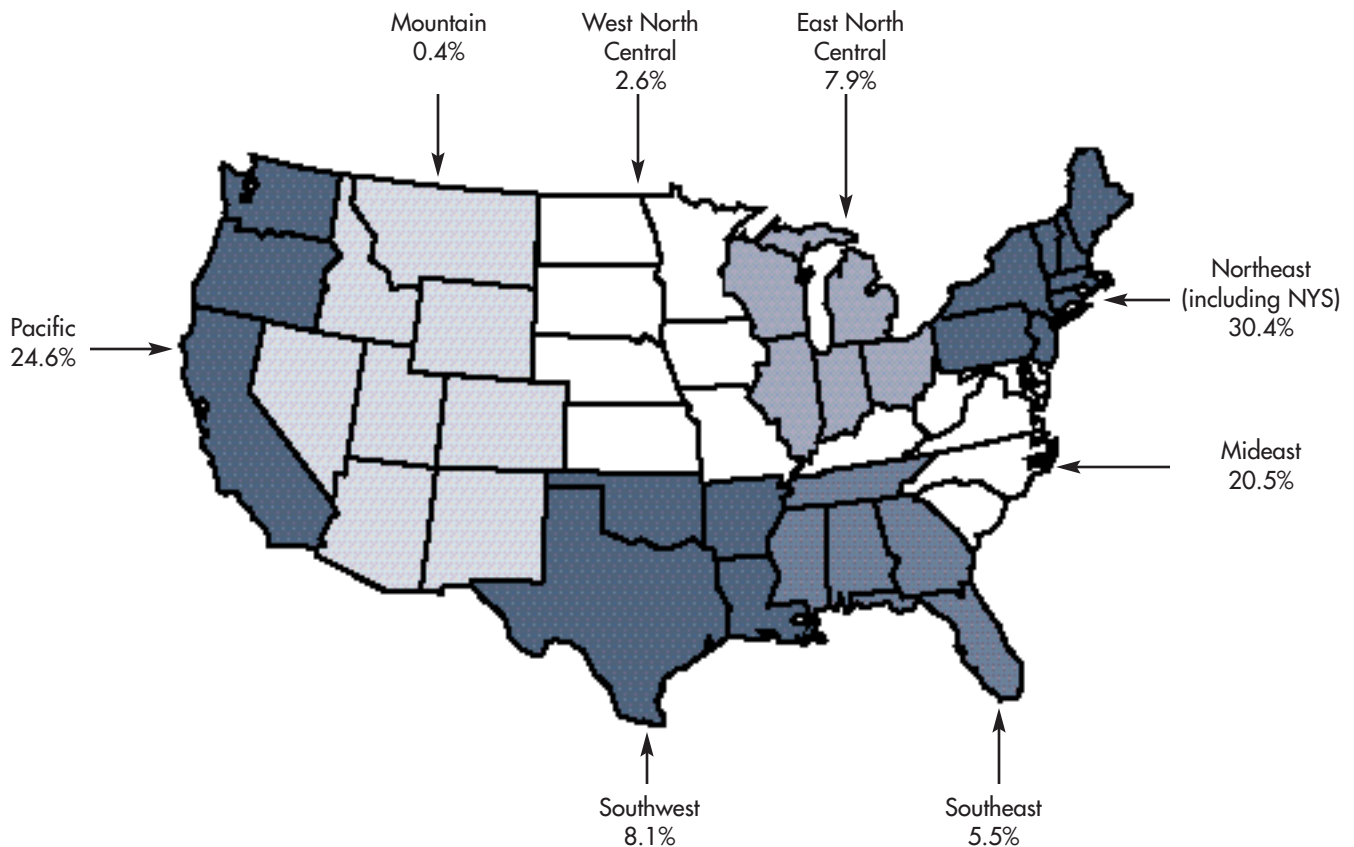 Mountain
0.4%
West North
Central
2.6%
East North
Central
7.9%
Northeast
(including NYS)
30.4%
Pacific
24.6%
Mideast
20.5%
Southwest
8.1%
Southeast
5.5%